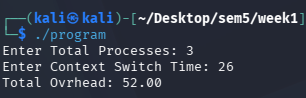 ┌──(kali㉿kali)-[~/Desktop/sem5/week1]
└─$ ./program
Enter Total Processes: 3
Enter Context Switch Time: 26
Total Ovrhead: 52.00